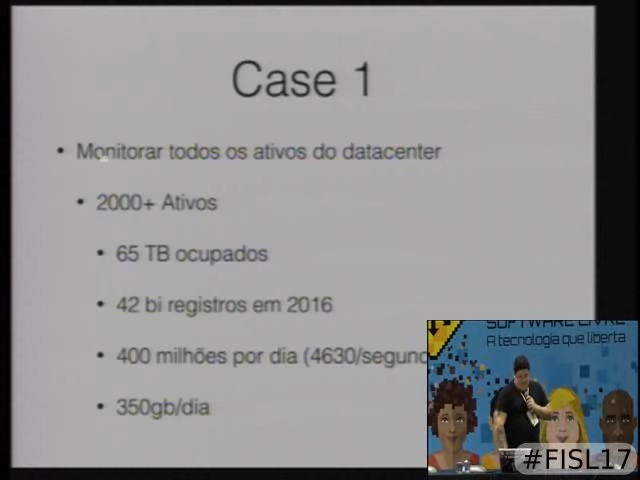 Case 1
• Monitorar todos os ativos do datacenter
• 2000+ Ativos
• 65 TB ocupados
• 42 bi registros em 2016
• 400 milhões por dia (4630/segund
• 350gb/dia
SOFTWARE LIVRE
A tecnologia que liberta
#FISL17